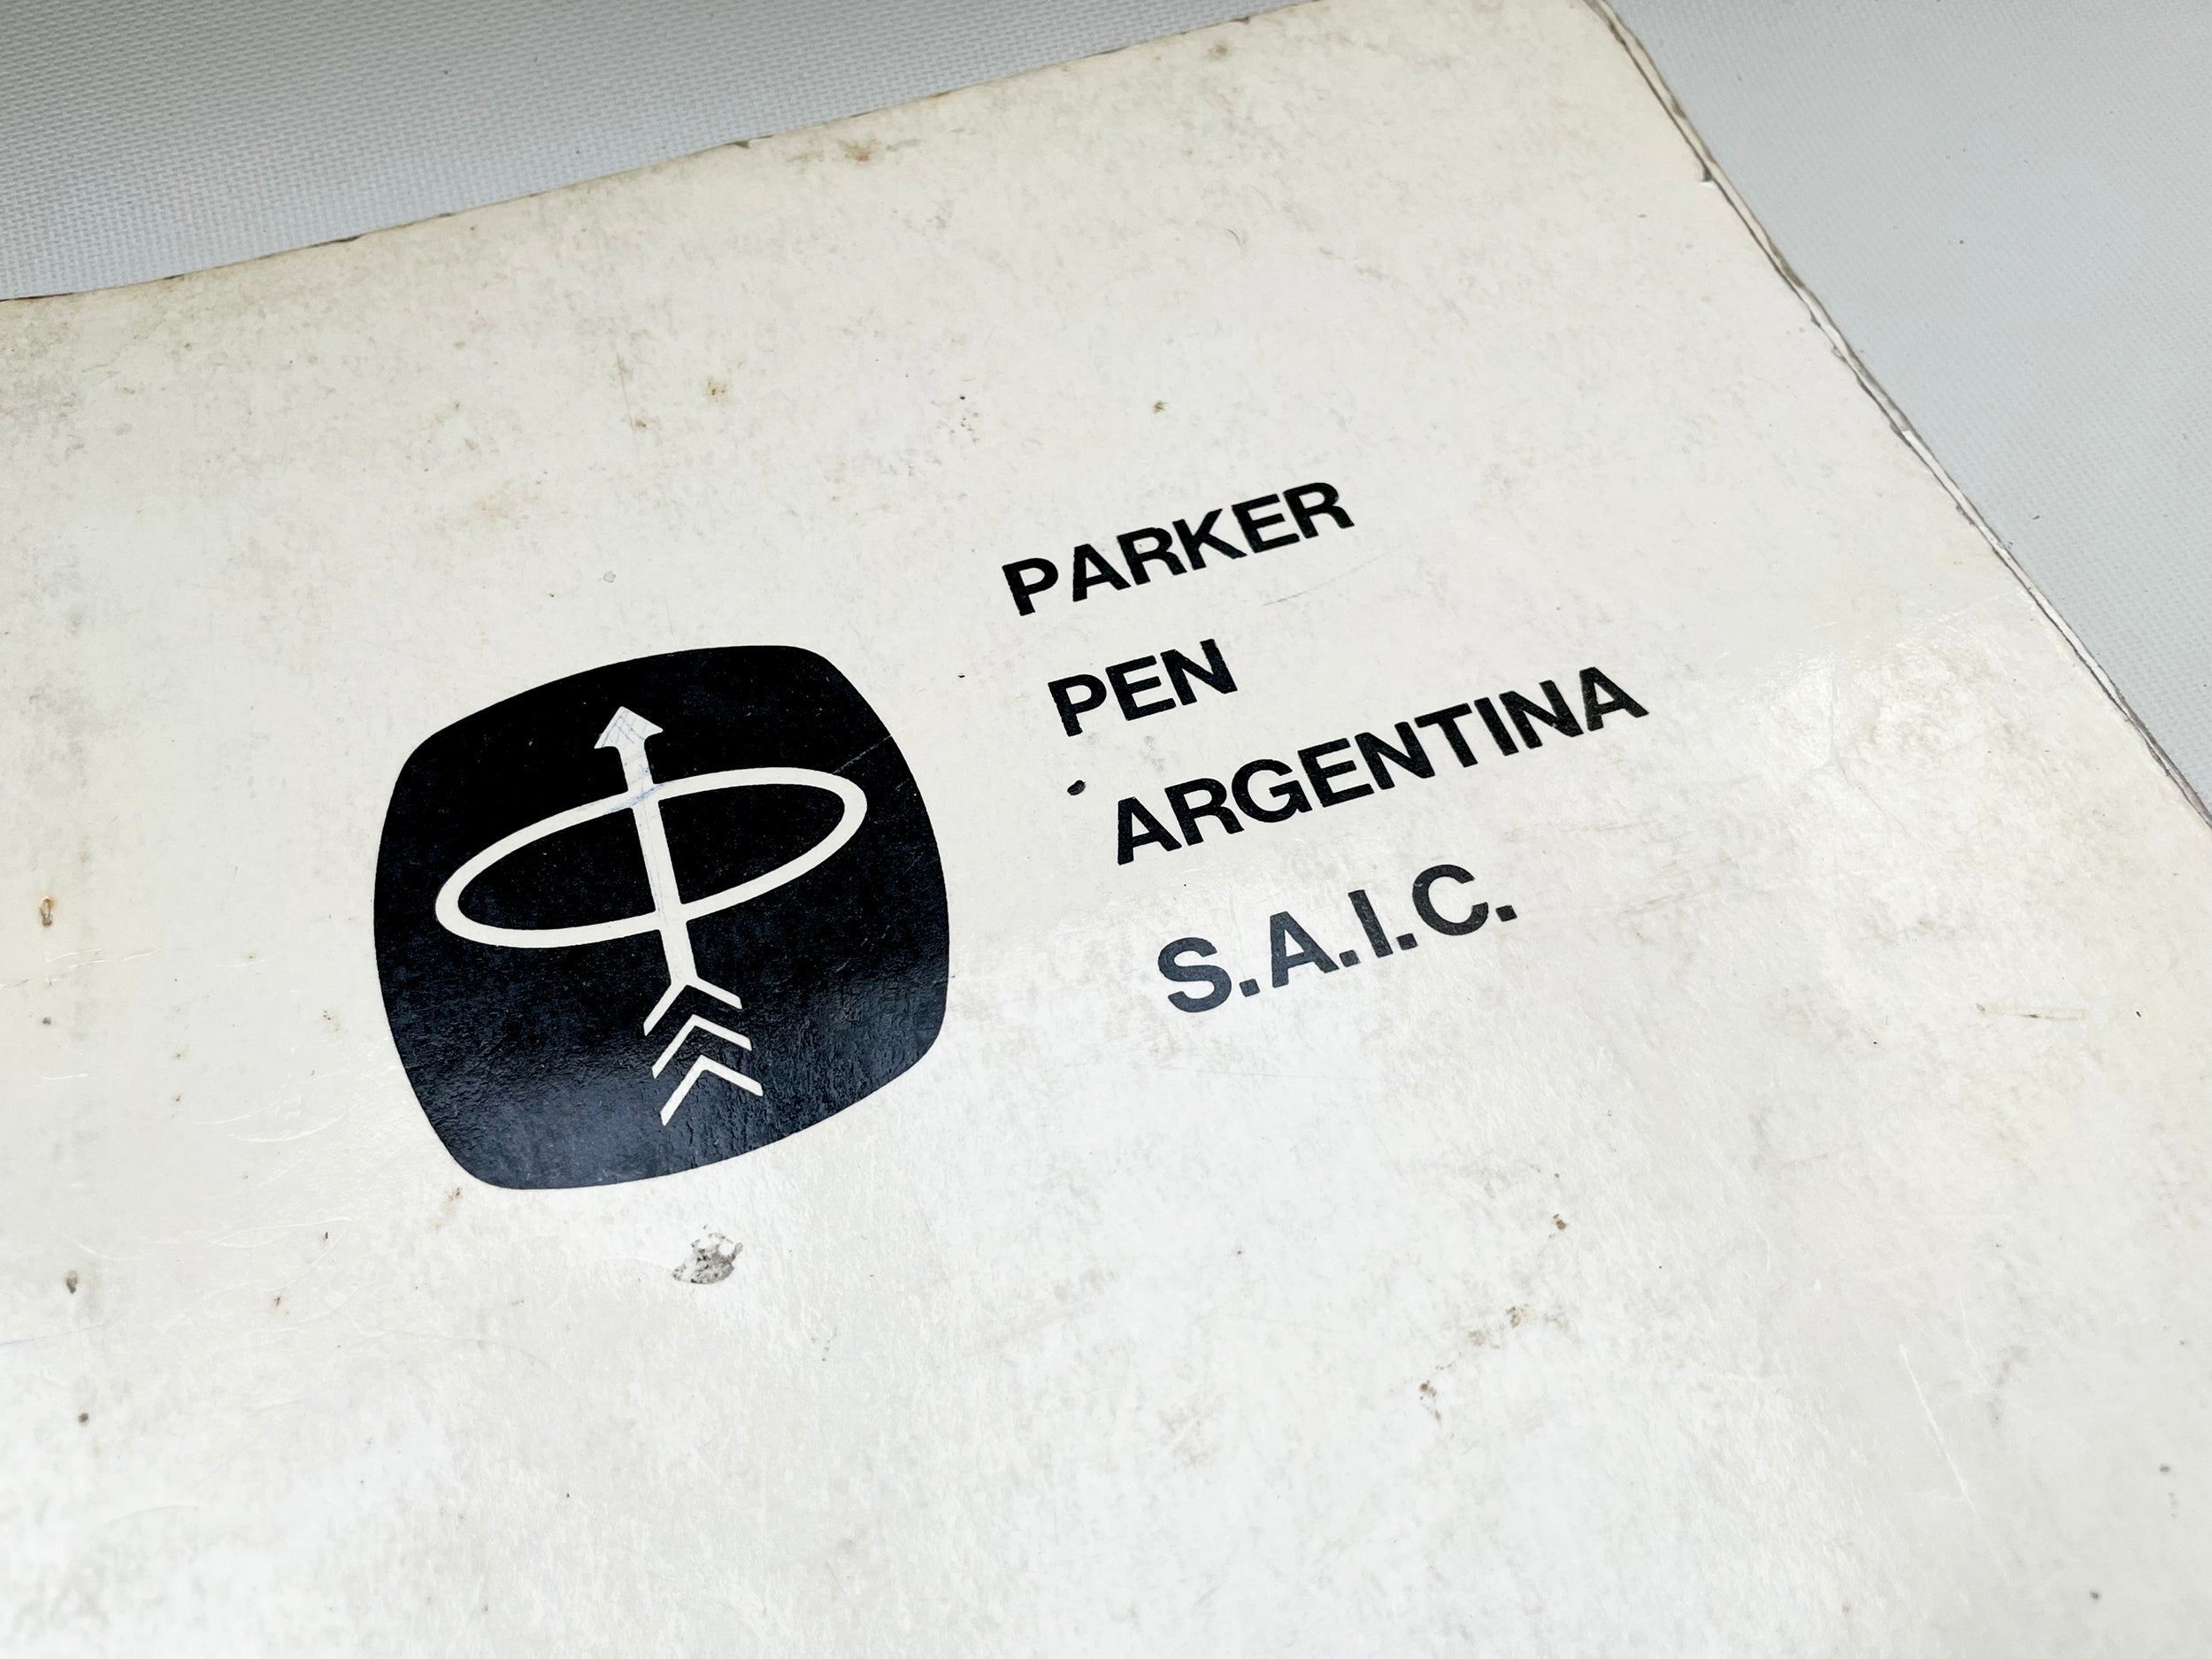 PARKER
PEN
ARGENTINA
S.A.I.C.